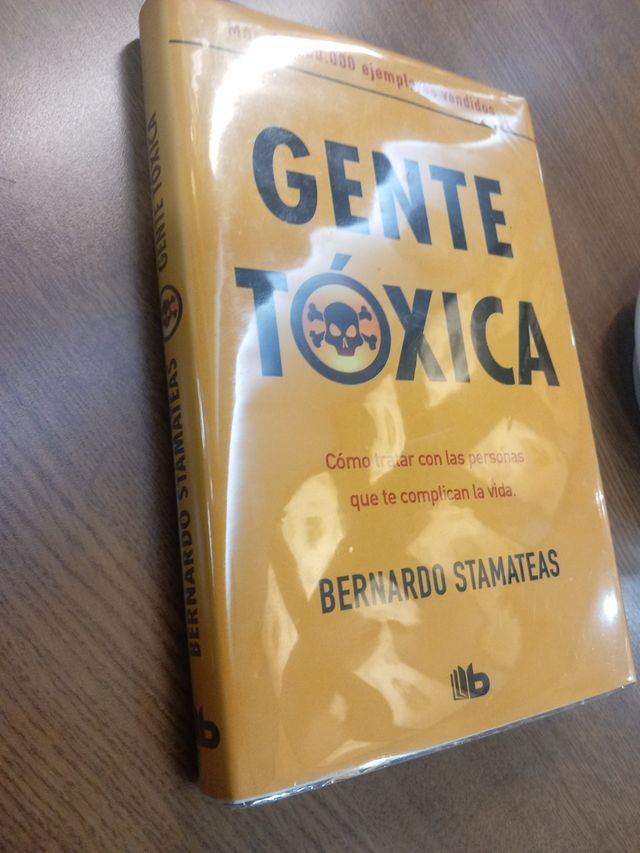 ejemplares vendidos
GENTE
TÓXICA
Cómo tratar con las personas
que te complican la vida.
BERNARDO STAMATEAS
b
BERNARDO STAMATEAS GENTE TÓXICA
b